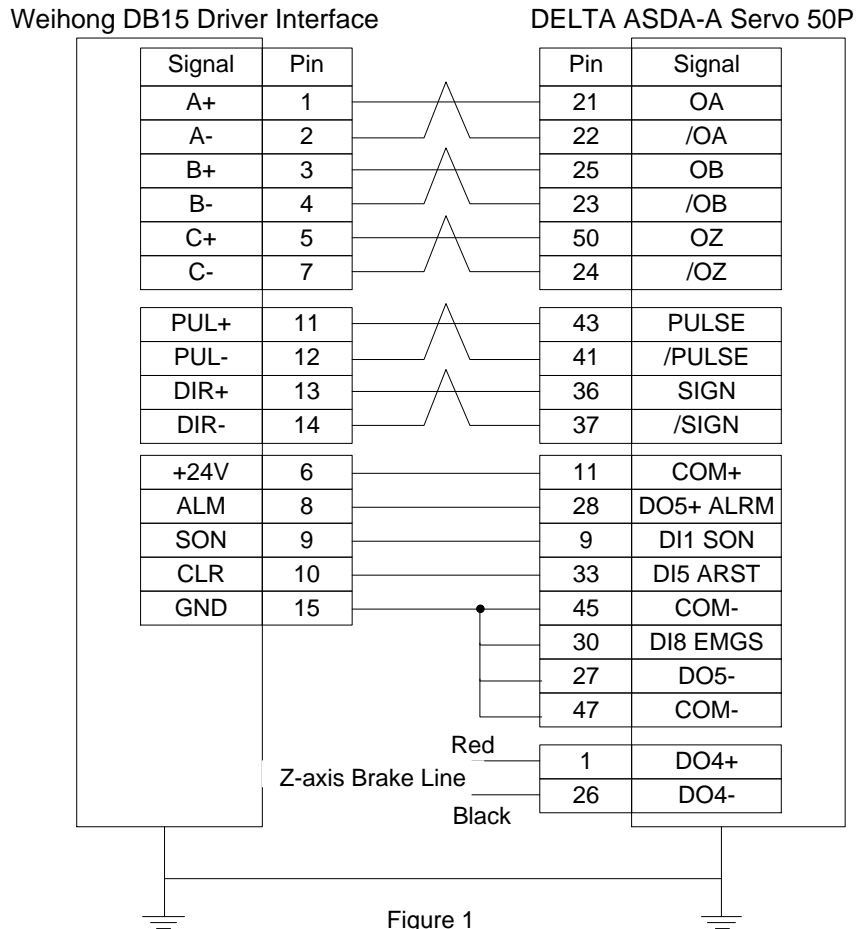 Weihong DB15 Driver Interface DELTA ASDA-A Servo 50P
Signal Pin Pin Signal
A+ 1 21 OA
A- 2 22 /OA
B+ 3 25 OB
B- 4 23 /OB
C+ 5 50 OZ
C- 7 24 /OZ
PUL+ 11 43 PULSE
PUL- 12 41 /PULSE
DIR+ 13 36 SIGN
DIR- 14 37 /SIGN
+24V 6 11 COM+
ALM 8 28 DO5+ ALRM
SON 9 9 DI1 SON
CLR 10 33 DI5 ARST
GND 15 45 COM-
30 DI8 EMGS
27 DO5-
47 COM-
Red
1 DO4+
Z-axis Brake Line
26 DO4-
Black
Figure 1